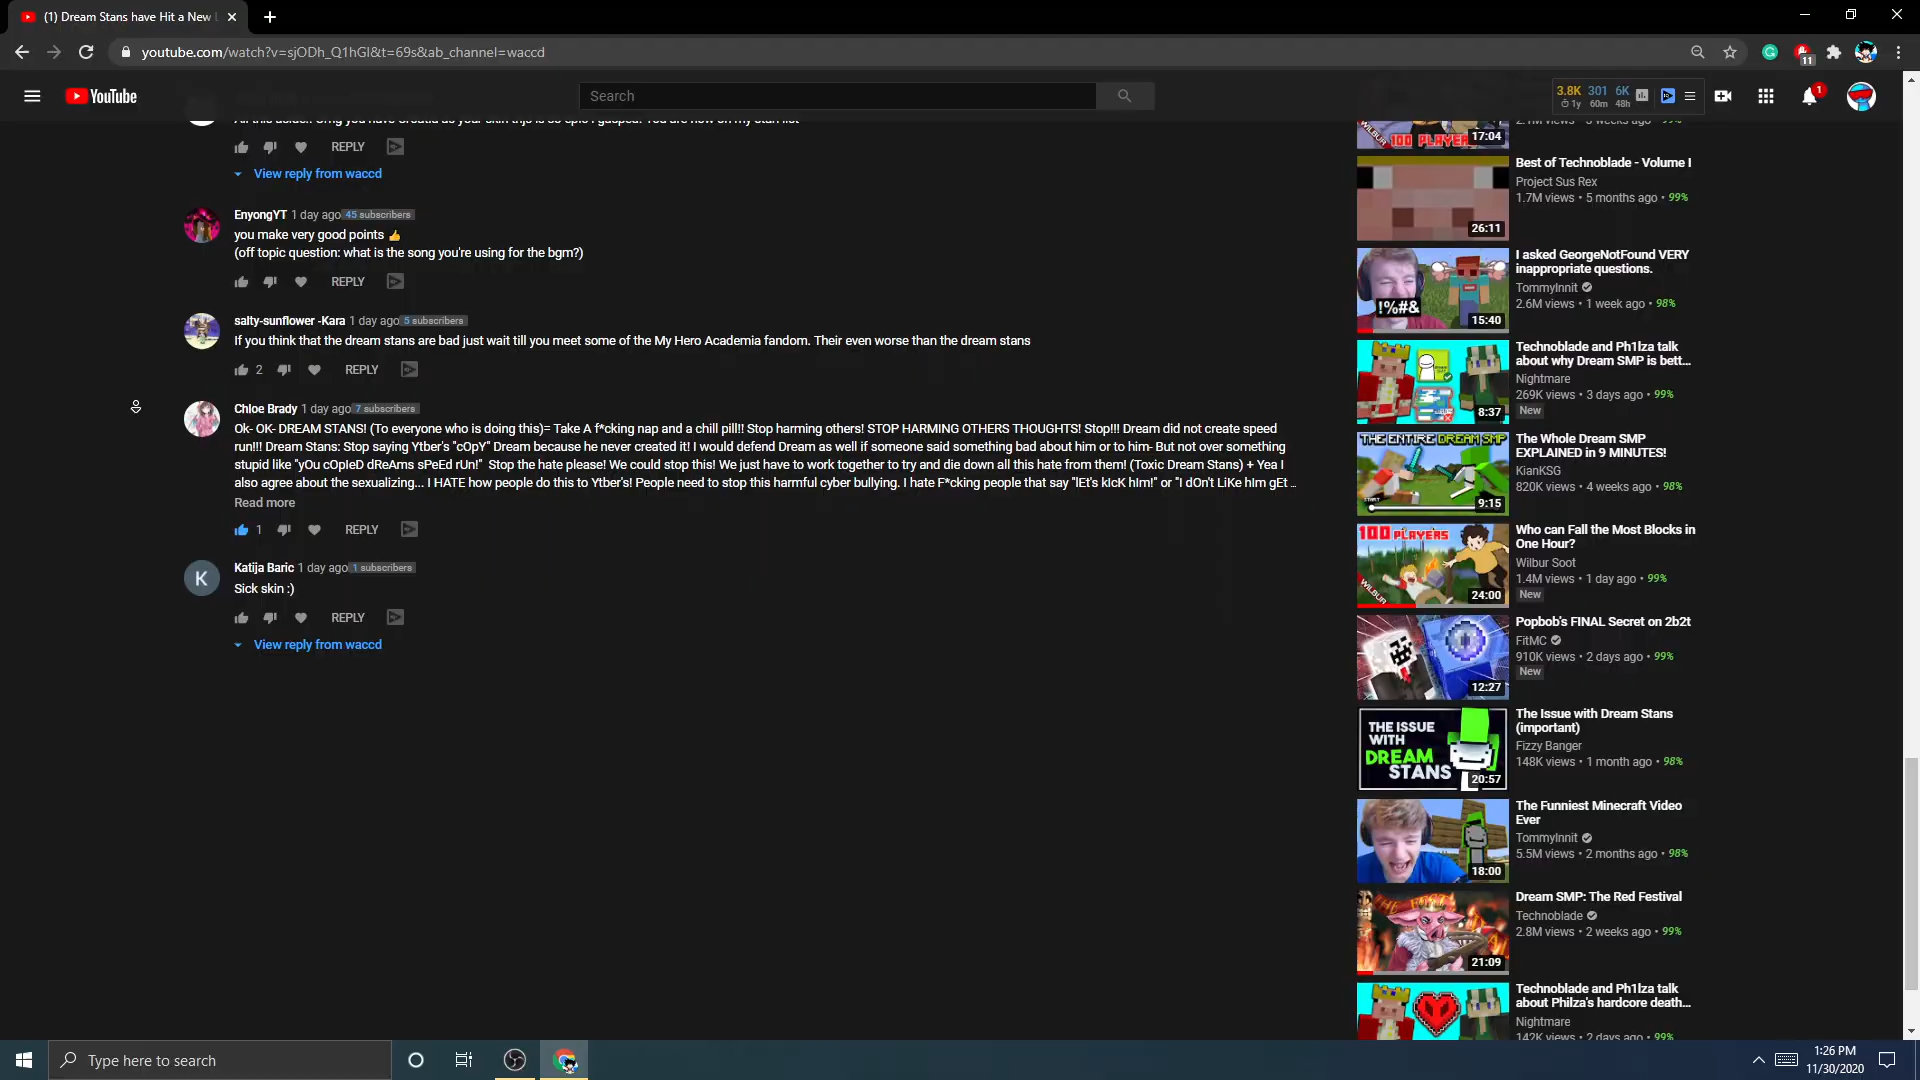 (1) Dream Stans have Hit a New
youtube.com/watch?v=sjODh_Q1hGI&t=69s&ab_channel=waccd
11
YouTube
Search
3.8K 301 6K
1y 60m 48h
1
REPLY
View reply from waccd
EnyongYT 1 day ago 45 subscribers
you make very good points 👍
(off topic question: what is the song you're using for the bgm?)
REPLY
salty-sunflower -Kara 1 day ago 5 subscribers
If you think that the dream stans are bad just wait till you meet some of the My Hero Academia fandom. Their even worse than the dream stans
2 REPLY
Chloe Brady 1 day ago 7 subscribers
Ok- OK- DREAM STANS! (To everyone who is doing this)= Take A f*cking nap and a chill pill!! Stop harming others! STOP HARMING OTHERS THOUGHTS! Stop!!! Dream did not create speed
run!!! Dream Stans: Stop saying Ytber's "cOpY" Dream because he never created it! I would defend Dream as well if someone said something bad about him or to him- But not over something
stupid like "yOu cOpIeD dReAms sPeEd rUn!" Stop the hate please! We could stop this! We just have to work together to try and die down all this hate from them! (Toxic Dream Stans) + Yea I
also agree about the sexualizing... I HATE how people do this to Ytber's! People need to stop this harmful cyber bullying. I hate F*cking people that say "lEt's kIcK hIm!" or "I dOn't LiKe hIm gEt ...
Read more
1 REPLY
K
Katija Baric 1 day ago 1 subscribers
Sick skin :)
REPLY
View reply from waccd
WILBUR
100 PLAYERS
17:04
2.1M views • 3 weeks ago • 99%
26:11
Best of Technoblade - Volume I
Project Sus Rex
1.7M views • 5 months ago • 99%
!%#&
15:40
I asked GeorgeNotFound VERY
inappropriate questions.
TommyInnit
2.6M views • 1 week ago • 98%
8:37
Technoblade and Ph1lza talk
about why Dream SMP is bett...
Nightmare
269K views • 3 days ago • 99%
New
THE ENTIRE DREAM SMP
START
9:15
The Whole Dream SMP
EXPLAINED in 9 MINUTES!
KianKSG
820K views • 4 weeks ago • 98%
100 PLAYERS
WILBUR
24:00
Who can Fall the Most Blocks in
One Hour?
Wilbur Soot
1.4M views • 1 day ago • 99%
New
12:27
Popbob's FINAL Secret on 2b2t
FitMC
910K views • 2 days ago • 99%
New
THE ISSUE
WITH
DREAM
STANS
20:57
The Issue with Dream Stans
(important)
Fizzy Banger
148K views • 1 month ago • 98%
18:00
The Funniest Minecraft Video
Ever
TommyInnit
5.5M views • 2 months ago • 98%
21:09
Dream SMP: The Red Festival
Technoblade
2.8M views • 2 weeks ago • 99%
Technoblade and Ph1lza talk
about Philza's hardcore death...
Nightmare
142K views • 2 days ago • 99%
Type here to search
1:26 PM
11/30/2020